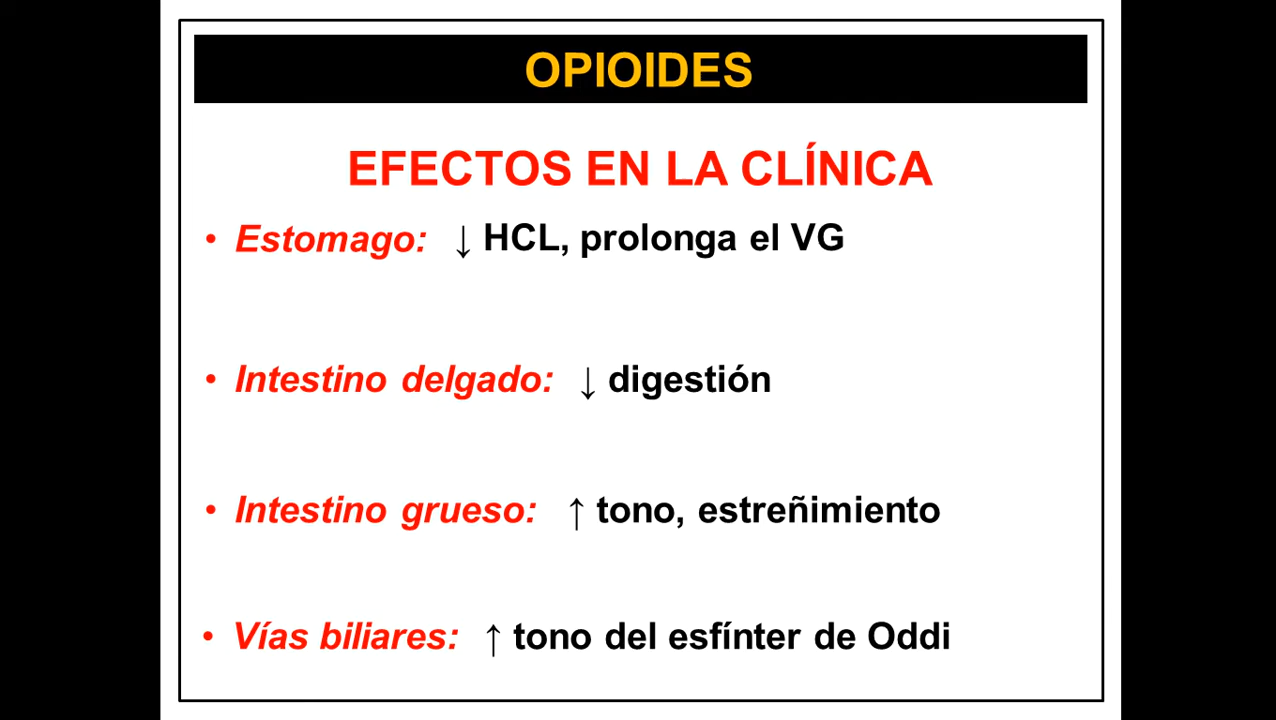 OPIOIDES
EFECTOS EN LA CLÍNICA
• Estomago: ↓ HCL, prolonga el VG
• Intestino delgado: ↓ digestión
• Intestino grueso: ↑ tono, estreñimiento
• Vías biliares: ↑ tono del esfínter de Oddi